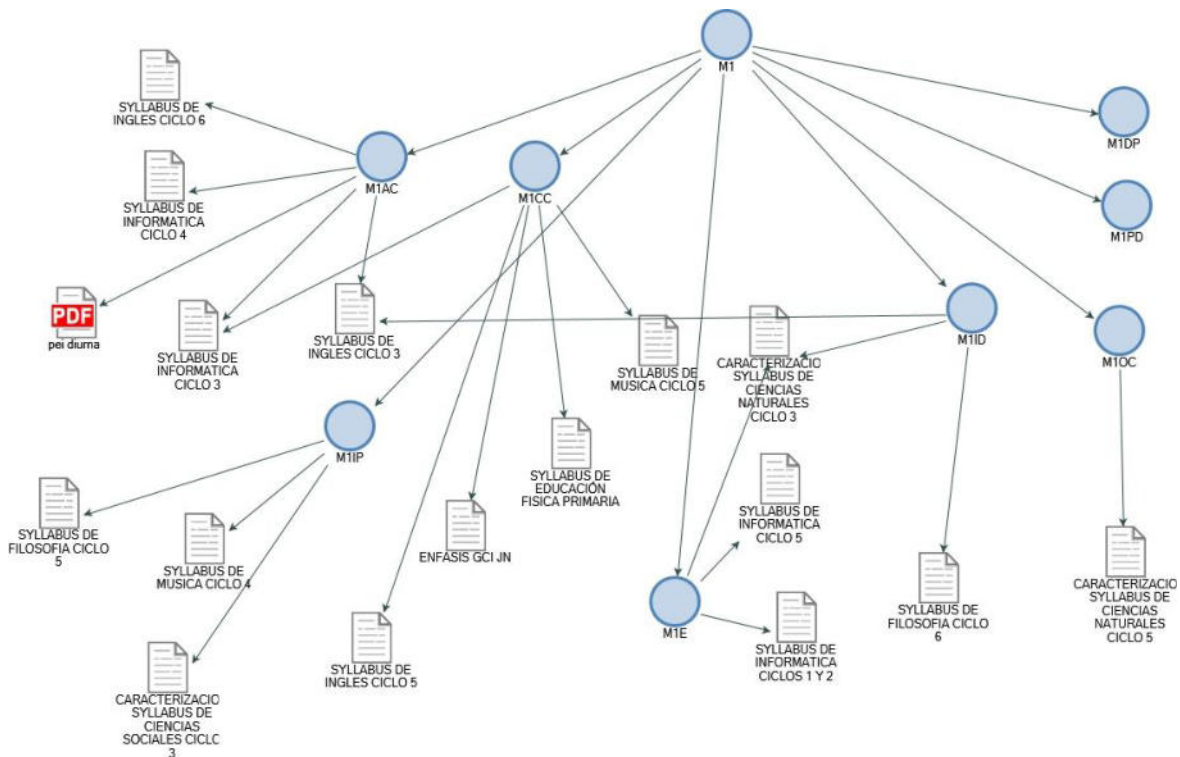 M1
SYLLABUS DE
INGLES CICLO 6
M1DP
M1AC
M1CC
SYLLABUS DE
INFORMATICA
CICLO 4
M1PD
PDF
pei diurna
SYLLABUS DE
INFORMATICA
CICLO 3
SYLLABUS DE
INGLES CICLO 3
SYLLABUS DE
MUSICA CICLO 5
CARACTERIZACIO
SYLLABUS DE
CIENCIAS
NATURALES
CICLO 3
M1ID
M1OC
M1IP
SYLLABUS DE
EDUCACIÓN
FISICA PRIMARIA
SYLLABUS DE
INFORMATICA
CICLO 5
SYLLABUS DE
FILOSOFIA CICLO
5
SYLLABUS DE
MUSICA CICLO 4
ENFASIS GCI JN
CARACTERIZACIO
SYLLABUS DE
CIENCIAS
NATURALES
CICLO 5
M1E
SYLLABUS DE
FILOSOFIA CICLO
6
SYLLABUS DE
INFORMATICA
CICLOS 1 Y 2
SYLLABUS DE
INGLES CICLO 5
CARACTERIZACIO
SYLLABUS DE
CIENCIAS
SOCIALES CICLO
3